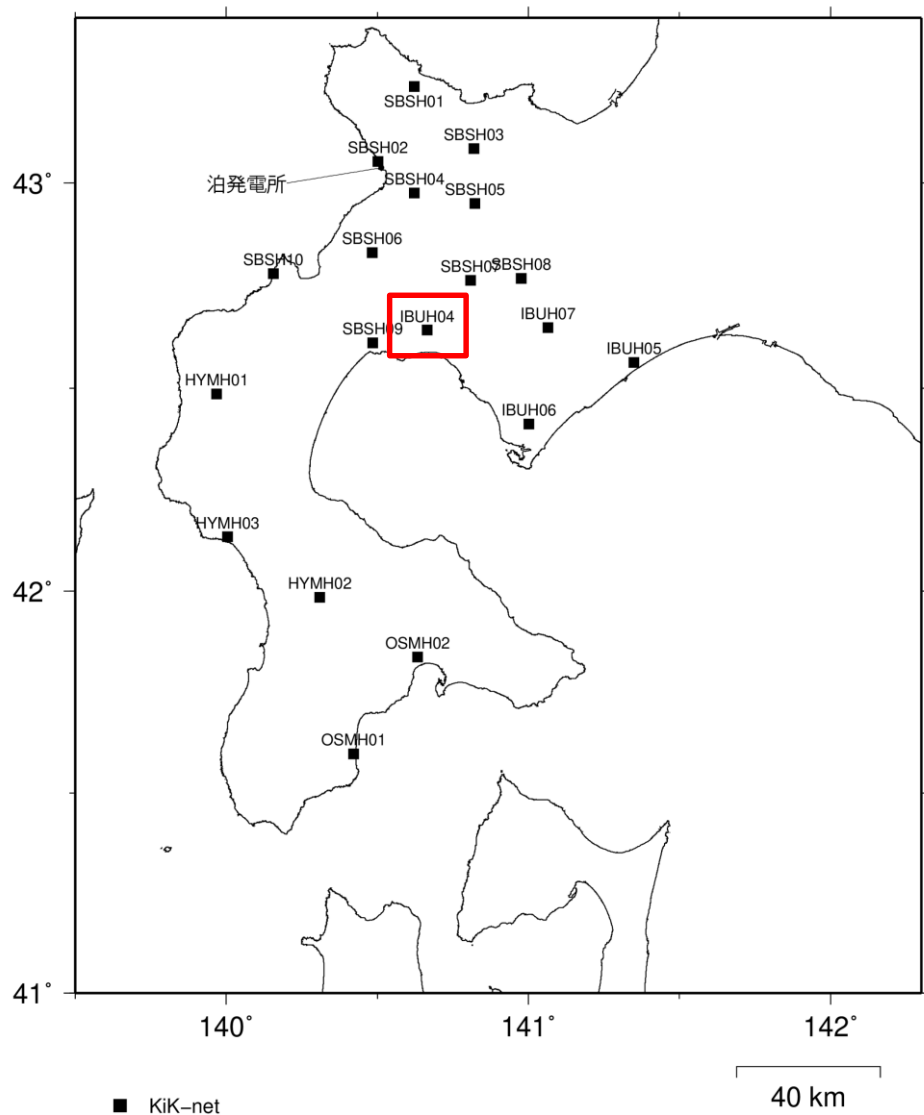 SBSH01
SBSH03
SBSH02
43˚
泊発電所
SBSH04
SBSH05
SBSH06
SBSH10
SBSH07
SBSH08
IBUH04
IBUH07
SBSH09
IBUH05
HYMH01
IBUH06
HYMH03
42˚
HYMH02
OSMH02
OSMH01
41˚
140˚
141˚
142˚
40 km
KiK−net